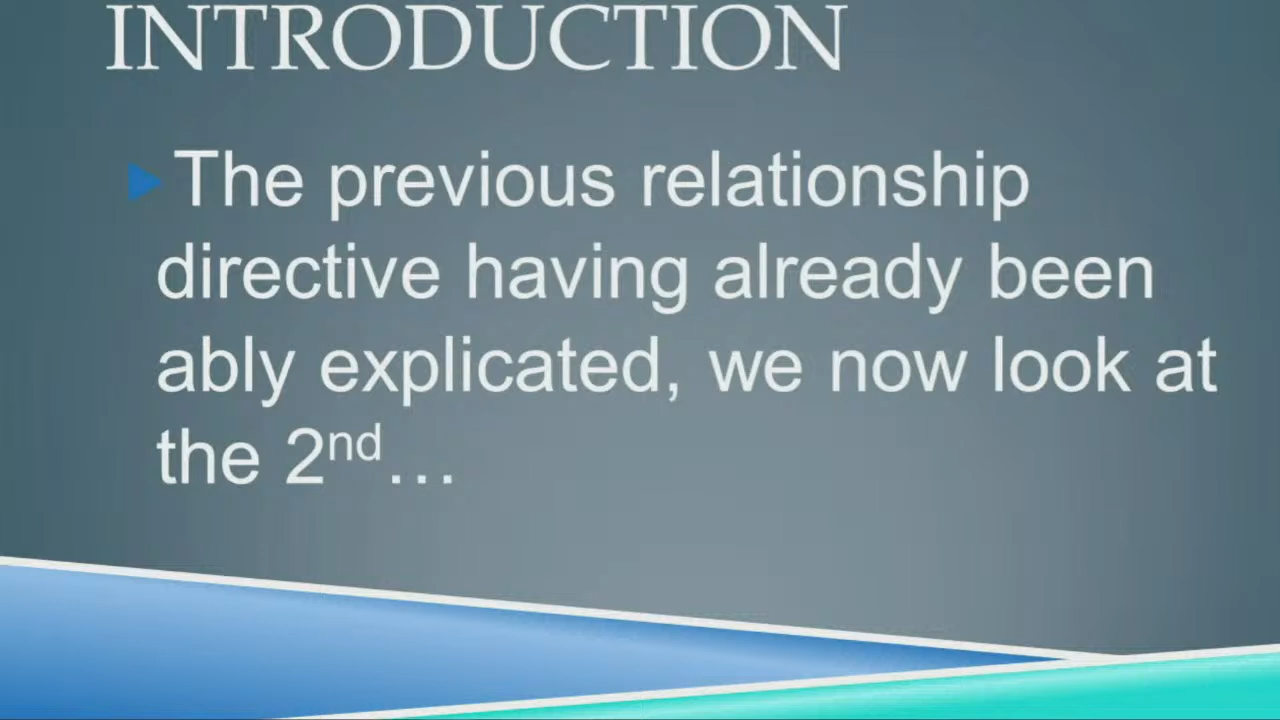 INTRODUCTION
The previous relationship
directive having already been
ably explicated, we now look at
the 2nd…